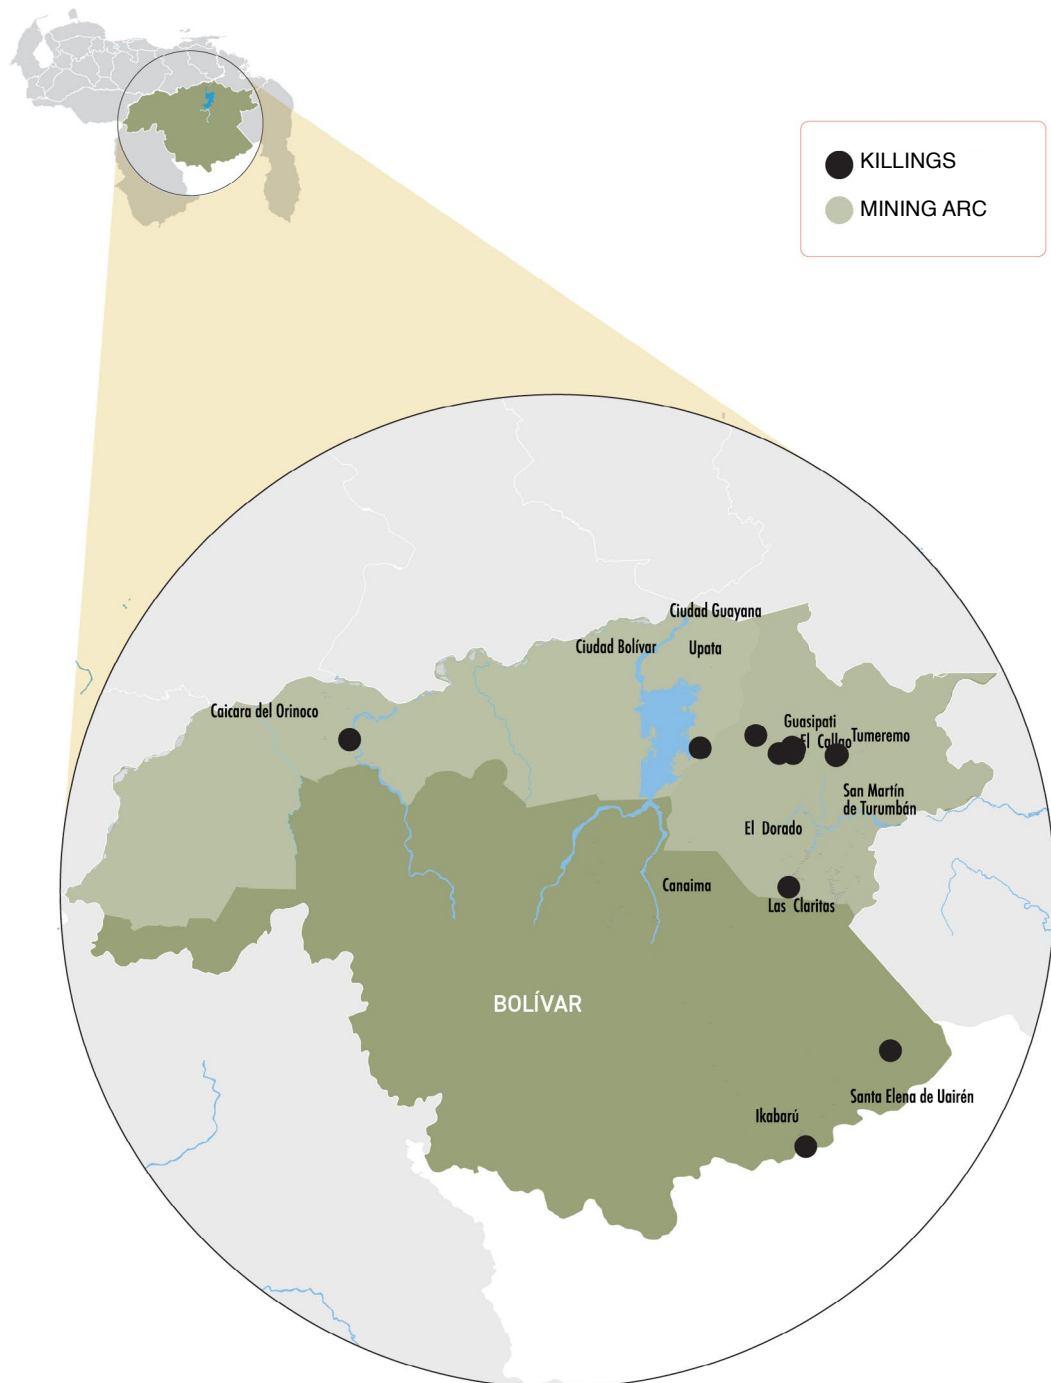 KILLINGS
MINING ARC
Ciudad Guayana
Ciudad Bolívar
Upata
Caicara del Orinoco
Guasipati
El Callao
Tumeremo
San Martín
de Turumbán
El Dorado
Canaima
Las Claritas
BOLÍVAR
Santa Elena de Uairén
Ikabarú